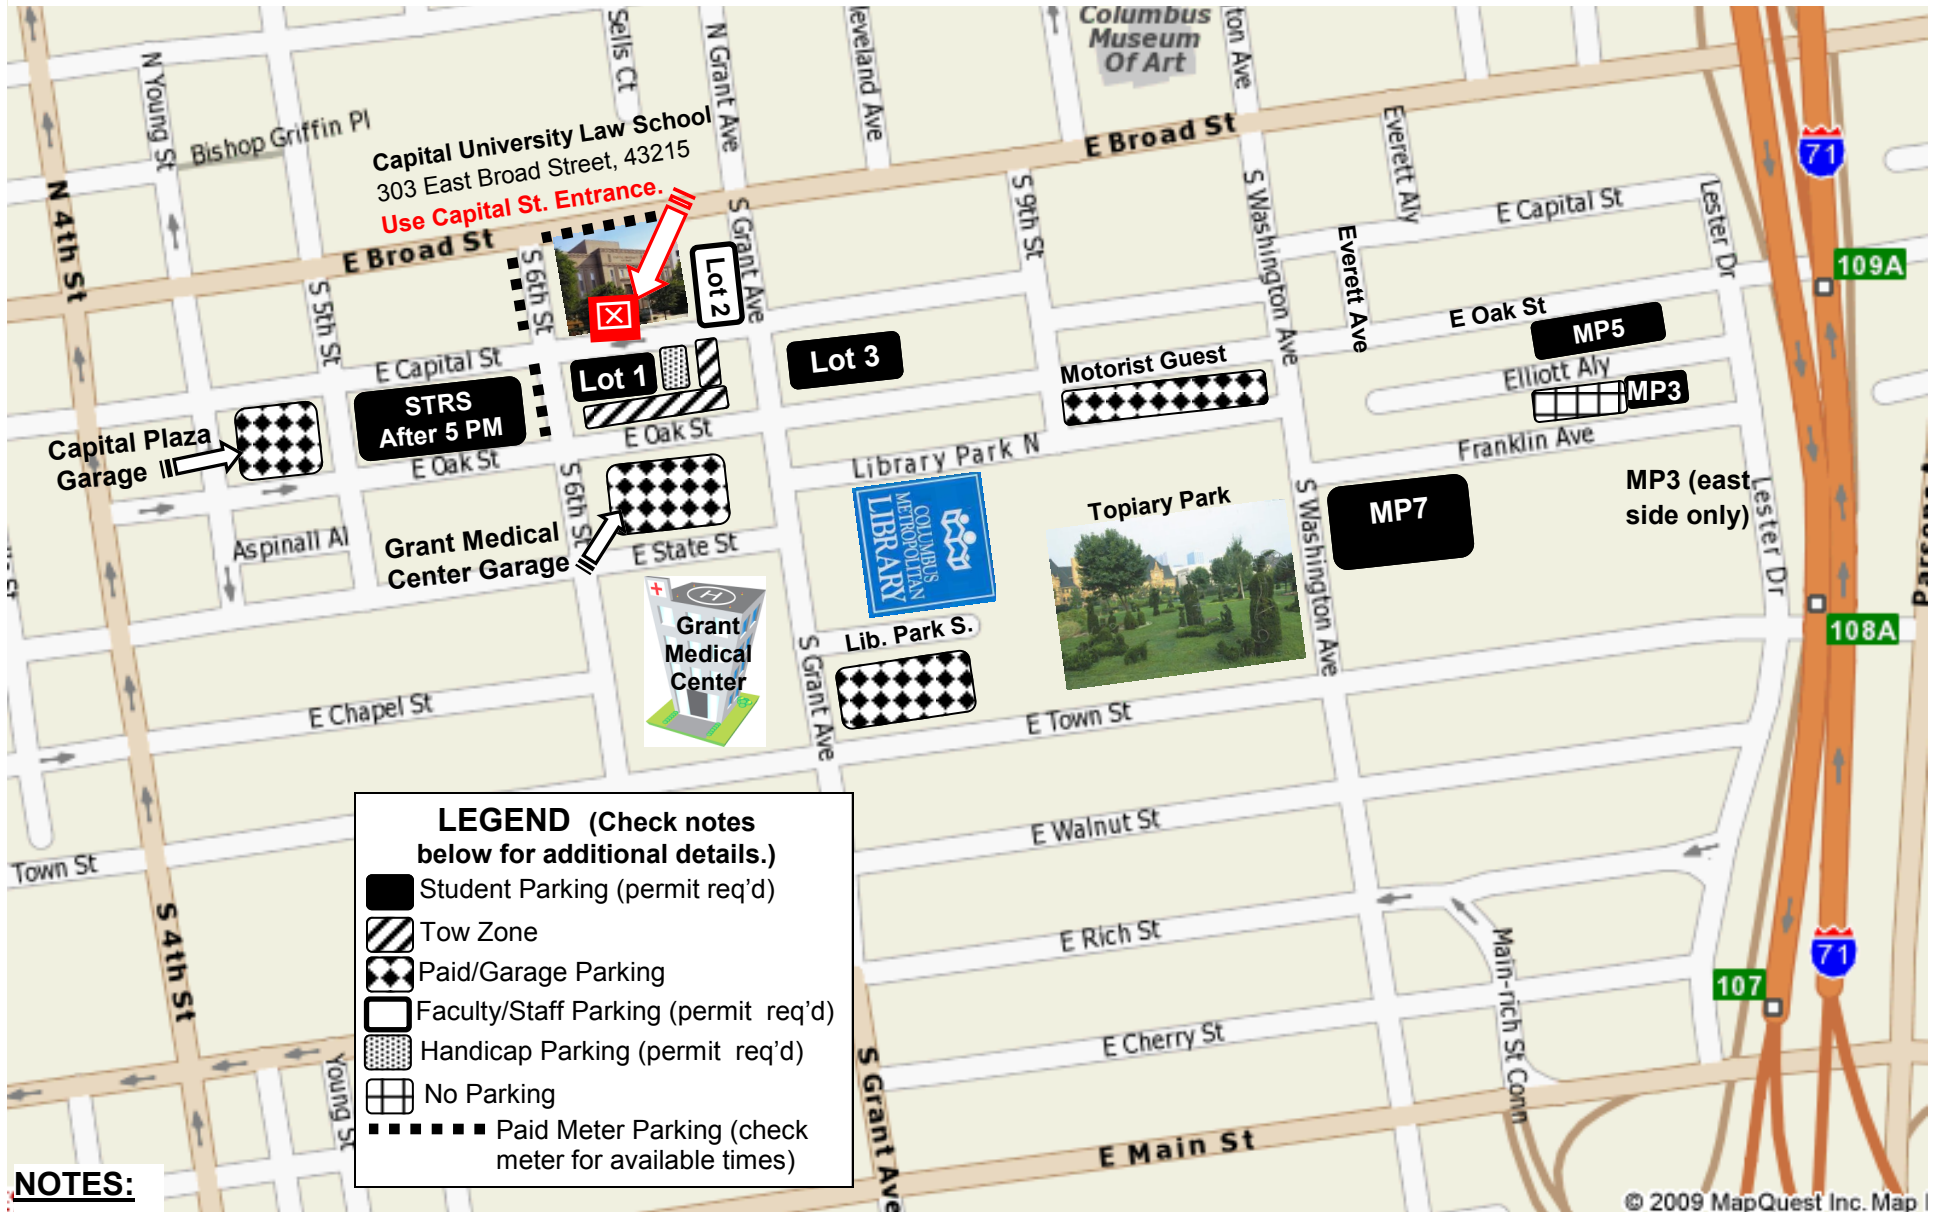 Columbus
Museum
Of Art
N Young St
Sells Ct
N Grant Ave
leveland Ave
ton Ave
Bishop Griffin Pl
Capital University Law School
303 East Broad Street, 43215
Use Capital St. Entrance.
E Broad St
Everett Aly
71
N 4th St
E Broad St
S 5th St
S 6th St
Lot 2
S Grant Ave
S 9th St
S Washington Ave
Everett Ave
E Capital St
Lester Dr
109A
E Oak St
MP5
E Capital St
Lot 1
Lot 3
Motorist Guest
Elliott Aly
MP3
STRS
After 5 PM
Capital Plaza
Garage
E Oak St
E Oak St
Library Park N
Franklin Ave
MP3 (east
side only)
Lester Dr
Parsons Av
Aspinall Al
S 6th St
Grant Medical
Center Garage
E State St
COLUMBUS
METROPOLITAN
LIBRARY
Topiary Park
S Washington Ave
MP7
Grant
Medical
Center
H
Lib. Park S.
S Grant Ave
108A
E Chapel St
E Town St
Town St
E Walnut St
S 4th St
E Rich St
Main-rich St Conn
71
107
E Cherry St
Young St
S Grant Ave
E Main St
LEGEND (Check notes
below for additional details.)
Student Parking (permit req’d)
Tow Zone
Paid/Garage Parking
Faculty/Staff Parking (permit req’d)
Handicap Parking (permit req’d)
No Parking
Paid Meter Parking (check
meter for available times)
NOTES:
© 2009 MapQuest Inc. Map